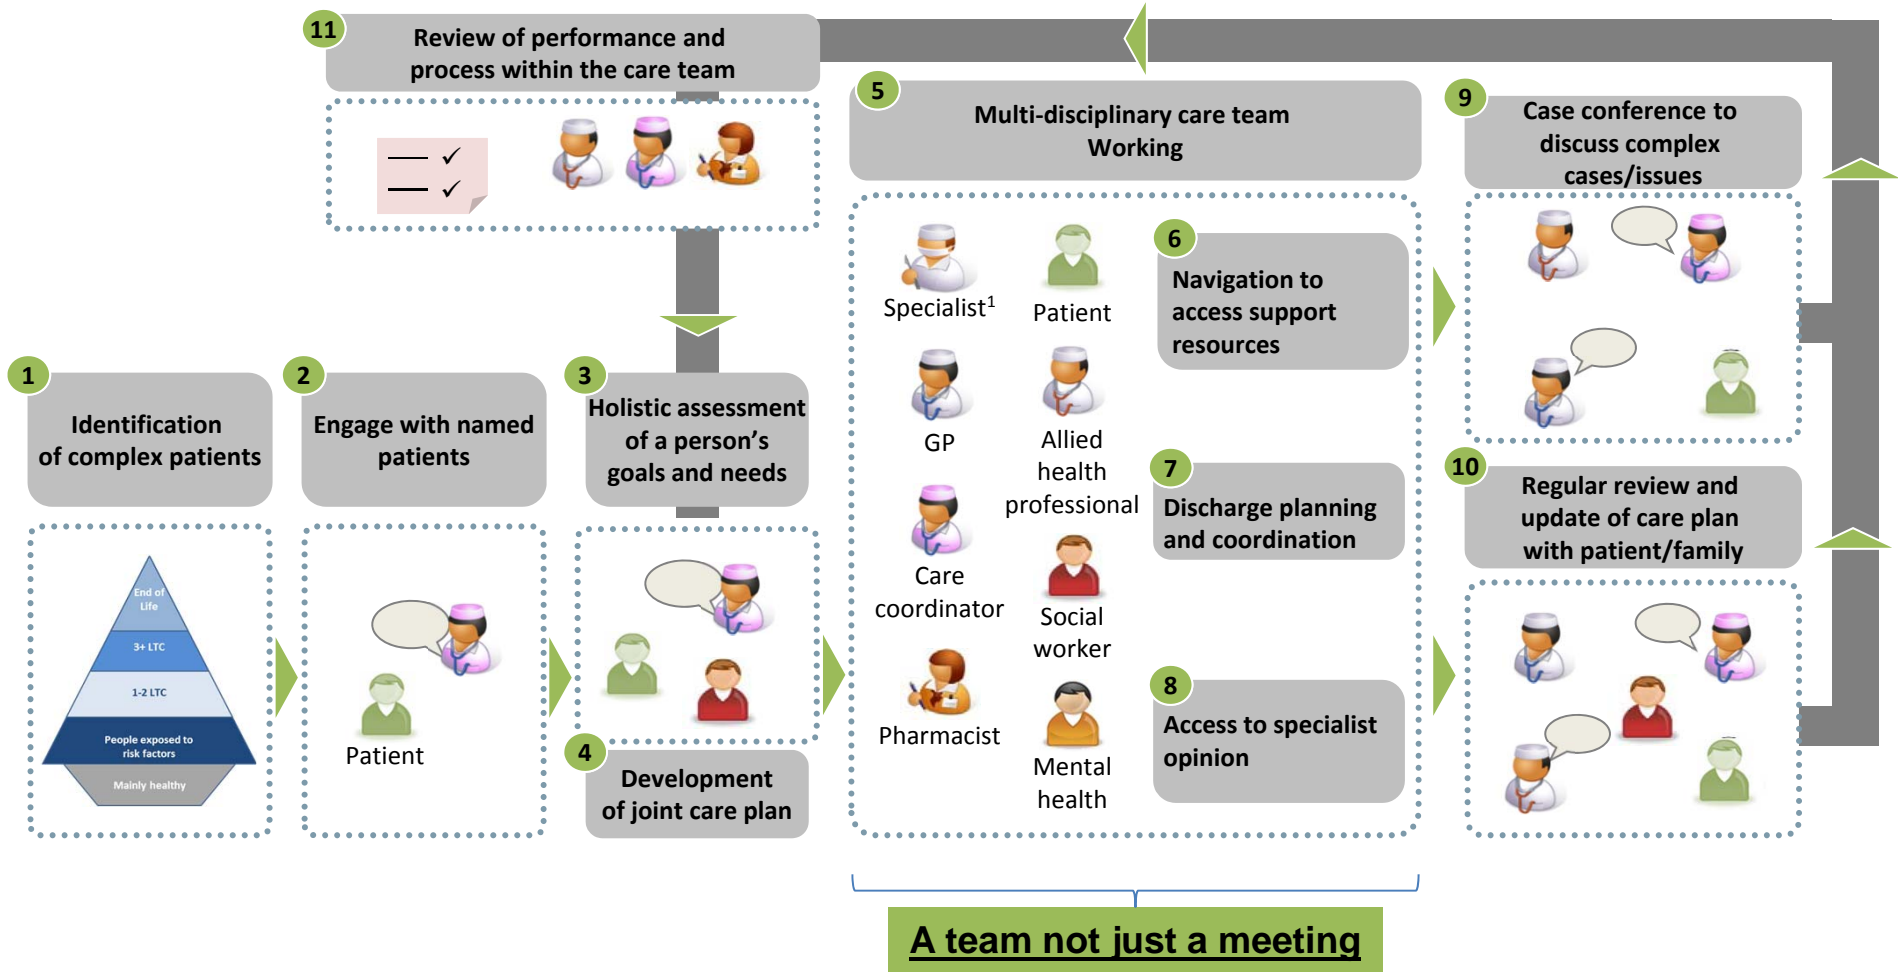 11
Review of performance and
process within the care team
1
Identification
of complex patients
End of
Life
3+ LTC
1-2 LTC
People exposed to
risk factors
Mainly healthy
2
Engage with named
patients
Patient
3
Holistic assessment
of a person's
goals and needs
4
Development
of joint care plan
5
Multi-disciplinary care team
Working
Specialist1
Patient
GP
Allied
health
professional
Care
coordinator
Social
worker
Pharmacist
Mental
health
6
Navigation to
access support
resources
7
Discharge planning
and coordination
8
Access to specialist
opinion
9
Case conference to
discuss complex
cases/issues
10
Regular review and
update of care plan
with patient/family
A team not just a meeting